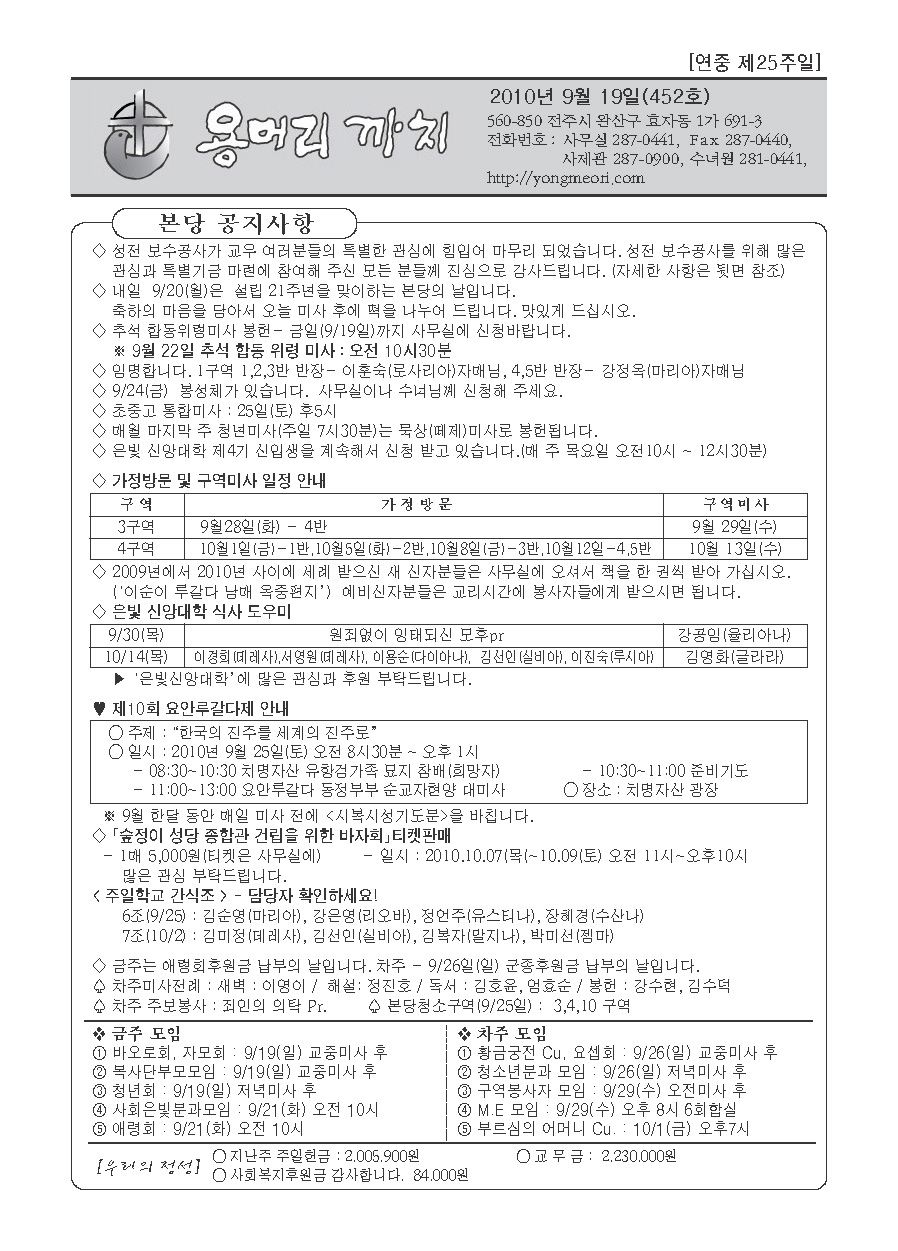 [연중 제25주일]
용머리 까치
2010년 9월 19일(452호)
560-850 전주시 완산구 효자동 1가 691-3
전화번호 : 사무실 287-0441, Fax 287-0440,
사제관 287-0900, 수녀원 281-0441,
http://yongmeori.com
본당 공지사항
◇ 성전 보수공사가 교우 여러분들의 특별한 관심에 힘입어 마무리 되었습니다. 성전 보수공사를 위해 많은
관심과 특별기금 마련에 참여해 주신 모든 분들께 진심으로 감사드립니다. (자세한 사항은 뒷면 참조)
◇ 내일 9/20(월)은 설립 21주년을 맞이하는 본당의 날입니다.
축하의 마음을 담아서 오늘 미사 후에 떡을 나누어 드립니다. 맛있게 드십시오.
◇ 추석 합동위령미사 봉헌- 금일(9/19일)까지 사무실에 신청바랍니다.
※ 9월 22일 추석 합동 위령 미사 : 오전 10시30분
◇ 임명합니다. 1구역 1,2,3반 반장- 이훈숙(로사리아)자매님, 4,5반 반장- 강정옥(마리아)자매님
◇ 9/24(금) 봉성체가 있습니다. 사무실이나 수녀님께 신청해 주세요.
◇ 초중고 통합미사 : 25일(토) 후5시
◇ 매월 마지막 주 청년미사(주일 7시30분)는 묵상(떼제)미사로 봉헌됩니다.
◇ 은빛 신앙대학 제4기 신입생을 계속해서 신청 받고 있습니다.(매 주 목요일 오전10시 ~ 12시30분)
◇ 가정방문 및 구역미사 일정 안내
구 역 가 정 방 문 구 역 미 사
3구역 9월28일(화) - 4반 9월 29일(수)
4구역 10월1일(금)-1반,10월5일(화)-2반,10월8일(금)-3반,10월12일-4,5반 10월 13일(수)
◇ 2009년에서 2010년 사이에 세례 받으신 새 신자분들은 사무실에 오셔서 책을 한 권씩 받아 가십시오.
('이순이 루갈다 남매 옥중편지') 예비신자분들은 교리시간에 봉사자들에게 받으시면 됩니다.
◇ 은빛 신앙대학 식사 도우미
9/30(목) 원죄없이 잉태되신 모후pr 강공임(율리아나)
10/14(목) 이경희(데레사),서영원(데레사), 이용순(다이아나), 김선인(실비아), 이진숙(루시아) 김영화(글라라)
▶ '은빛신앙대학'에 많은 관심과 후원 부탁드립니다.
♥ 제10회 요안루갈다제 안내
○ 주제 : “한국의 진주를 세계의 진주로”
○ 일시 : 2010년 9월 25일(토) 오전 8시30분 ~ 오후 1시
- 08:30~10:30 치명자산 유항검가족 묘지 참배(희망자) - 10:30~11:00 준비기도
- 11:00~13:00 요안루갈다 동정부부 순교자현양 대미사 ○ 장소 : 치명자산 광장
※ 9월 한달 동안 매일 미사 전에 <시복시성기도문>을 바칩니다.
◇「숲정이 성당 종합관 건립을 위한 바자회」티켓판매
- 1매 5,000원(티켓은 사무실에) - 일시 : 2010.10.07(목(~10.09(토) 오전 11시~오후10시
많은 관심 부탁드립니다.
< 주일학교 간식조 > - 담당자 확인하세요!
6조(9/25) : 김순영(마리아), 강은영(리오바), 정언주(유스티나), 장혜경(수산나)
7조(10/2) : 김미정(데레사), 김선인(실비아), 김복자(말지나), 박미선(젬마)
◇ 금주는 애령회후원금 납부의 날입니다. 차주 - 9/26일(일) 군종후원금 납부의 날입니다.
♤ 차주미사전례 : 새벽 : 이영이 / 해설: 정진호 / 독서 : 김호윤, 엄효순 / 봉헌 : 강수현, 김수덕
♤ 차주 주보봉사 : 죄인의 의탁 Pr. ♤ 본당청소구역(9/25일) : 3,4,10 구역
❖ 금주 모임
① 바오로회, 자모회 : 9/19(일) 교중미사 후
② 복사단부모모임 : 9/19(일) 교중미사 후
③ 청년회 : 9/19(일) 저녁미사 후
④ 사회은빛분과모임 : 9/21(화) 오전 10시
⑤ 애령회 : 9/21(화) 오전 10시
❖ 차주 모임
① 황금궁전 Cu, 요셉회 : 9/26(일) 교중미사 후
② 청소년분과 모임 : 9/26(일) 저녁미사 후
③ 구역봉사자 모임 : 9/29(수) 오전미사 후
④ M.E 모임 : 9/29(수) 오후 8시 6회합실
⑤ 부르심의 어머니 Cu. : 10/1(금) 오후7시
[우리의 정성] ○ 지난주 주일헌금 : 2,005,900원 ○ 교 무 금 : 2,230,000원
○ 사회복지후원금 감사합니다. 84,000원